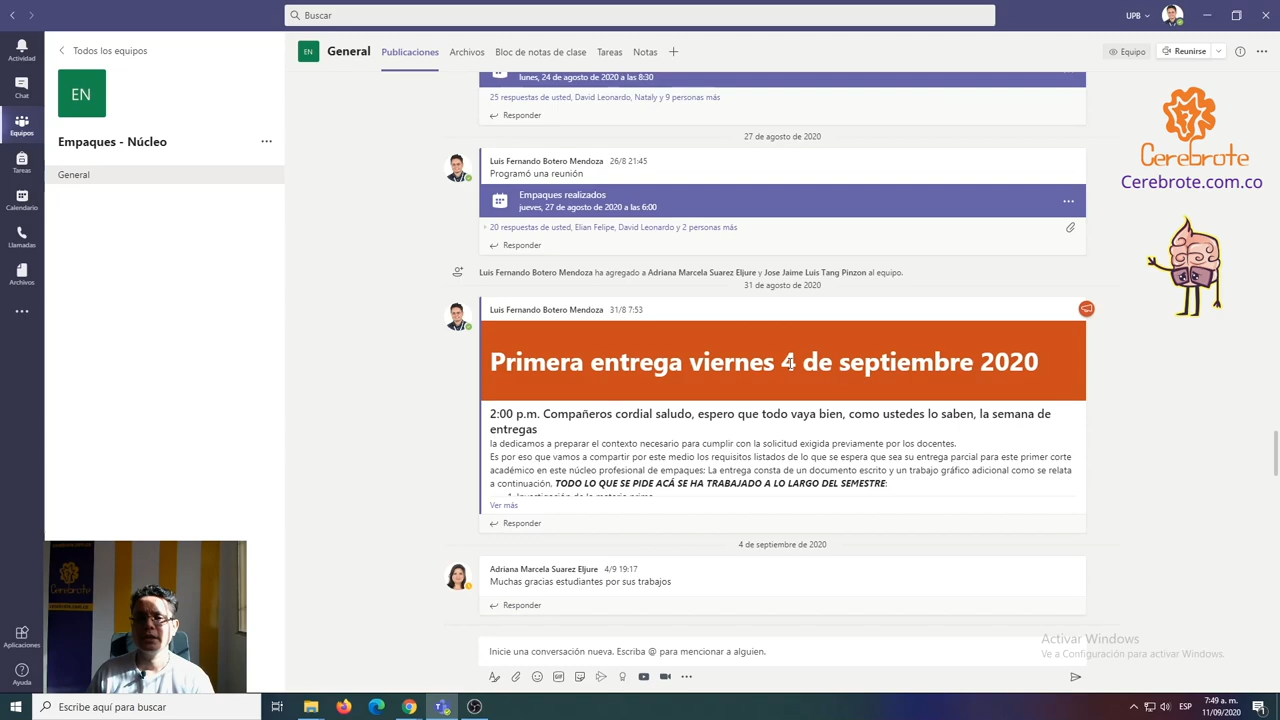 Buscar
UPB
Actividad
Chat
Equipos
Tareas
Calendario
Llamadas
Archivos
Aplicaciones
Ayuda
Todos los equipos
EN
Empaques - Núcleo
General
EN
General
Publicaciones
Archivos
Bloc de notas de clase
Tareas
Notas
Equipo
Reunirse
lunes, 24 de agosto de 2020 a las 8:30
25 respuestas de usted, David Leonardo, Nataly y 9 personas más
Responder
27 de agosto de 2020
Luis Fernando Botero Mendoza 26/8 21:45
Programó una reunión
Empaques realizados
jueves, 27 de agosto de 2020 a las 6:00
20 respuestas de usted, Elian Felipe, David Leonardo y 2 personas más
Responder
Luis Fernando Botero Mendoza ha agregado a Adriana Marcela Suarez Eljure y Jose Jaime Luis Tang Pinzon al equipo.
31 de agosto de 2020
Luis Fernando Botero Mendoza 31/8 7:53
Primera entrega viernes 4 de septiembre 2020
2:00 p.m. Compañeros cordial saludo, espero que todo vaya bien, como ustedes lo saben, la semana de
entregas
la dedicamos a preparar el contexto necesario para cumplir con la solicitud exigida previamente por los docentes.
Es por eso que vamos a compartir por este medio los requisitos listados de lo que se espera que sea su entrega parcial para este primer corte
académico en este núcleo profesional de empaques: La entrega consta de un documento escrito y un trabajo gráfico adicional como se relata
a continuación. TODO LO QUE SE PIDE ACÁ SE HA TRABAJADO A LO LARGO DEL SEMESTRE:
Ver más
Responder
4 de septiembre de 2020
Adriana Marcela Suarez Eljure 4/9 19:17
Muchas gracias estudiantes por sus trabajos
Responder
Inicie una conversación nueva. Escriba @ para mencionar a alguien.
GIF
Cerebrote
Cerebrote.com.co
Activar Windows
Ve a Configuración para activar Windows.
Escribe aquí para buscar
ESP
7:49 a. m.
11/09/2020